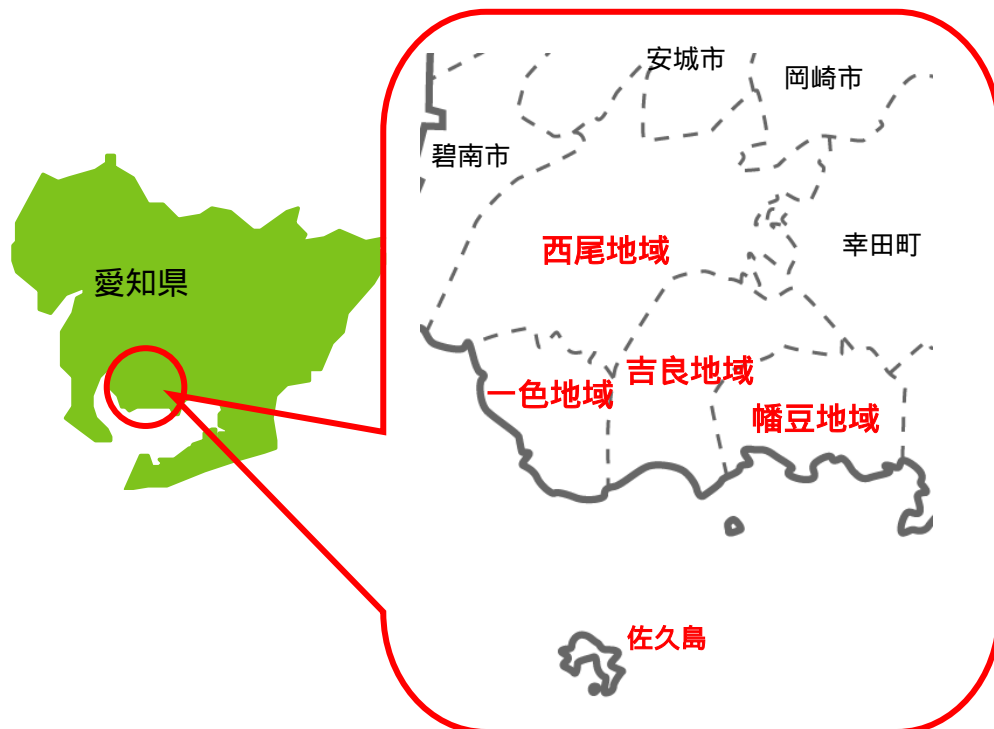 安城市
岡崎市
碧南市
西尾地域
幸田町
愛知県
吉良地域
一色地域
幡豆地域
佐久島